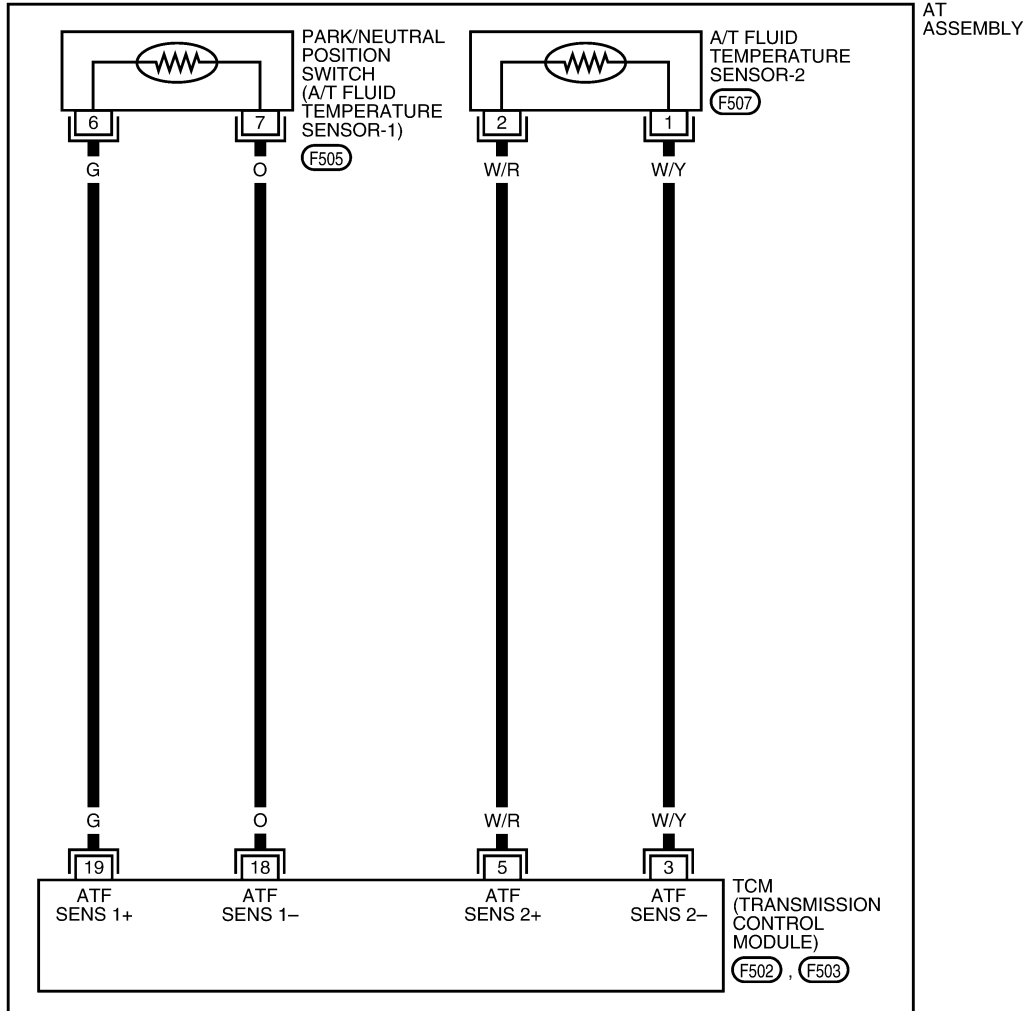 AT
ASSEMBLY
PARK/NEUTRAL
POSITION
SWITCH
(A/T FLUID
TEMPERATURE
SENSOR-1)
F505
A/T FLUID
TEMPERATURE
SENSOR-2
F507
6 7 2 1
G O W/R W/Y
G O W/R W/Y
19 18 5 3
ATF
SENS 1+
ATF
SENS 1–
ATF
SENS 2+
ATF
SENS 2–
TCM
(TRANSMISSION
CONTROL
MODULE)
F502 , F503